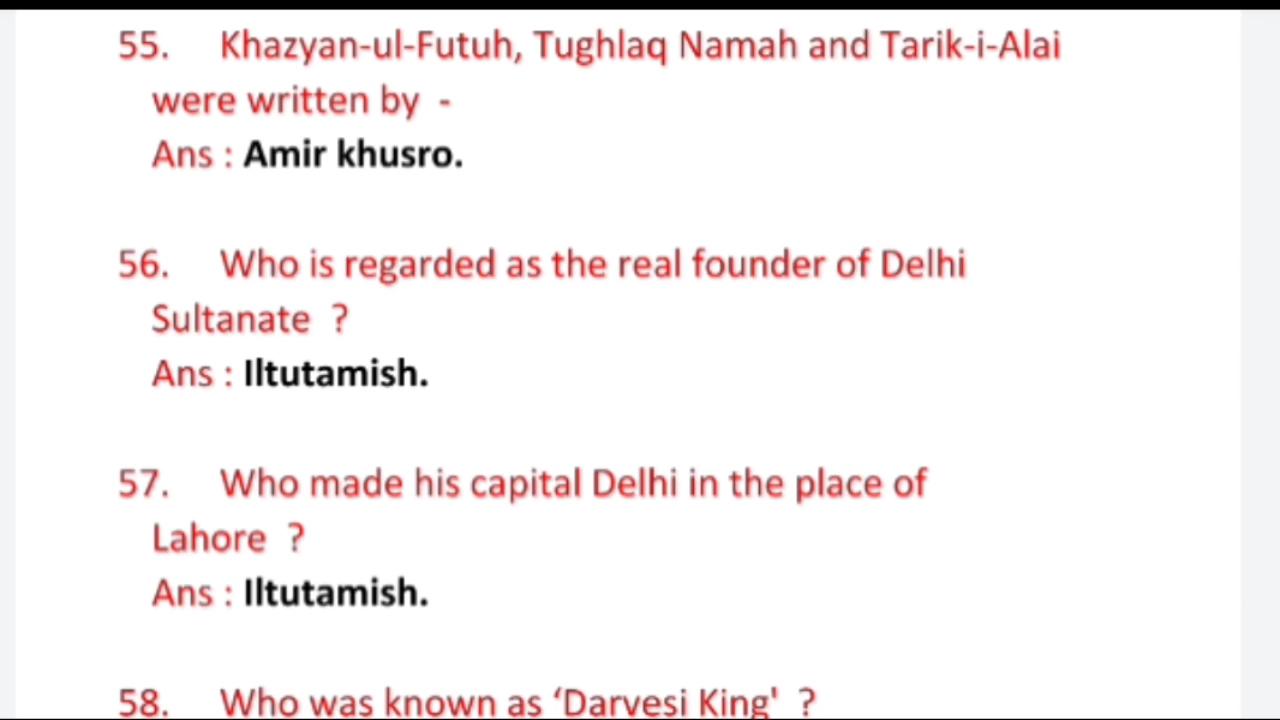 55. Khazyan-ul-Futuh, Tughlaq Namah and Tarik-i-Alai
were written by -
Ans : Amir khusro.
56. Who is regarded as the real founder of Delhi
Sultanate ?
Ans : Iltutamish.
57. Who made his capital Delhi in the place of
Lahore ?
Ans : Iltutamish.
58. Who was known as ‘Darvesi King' ?